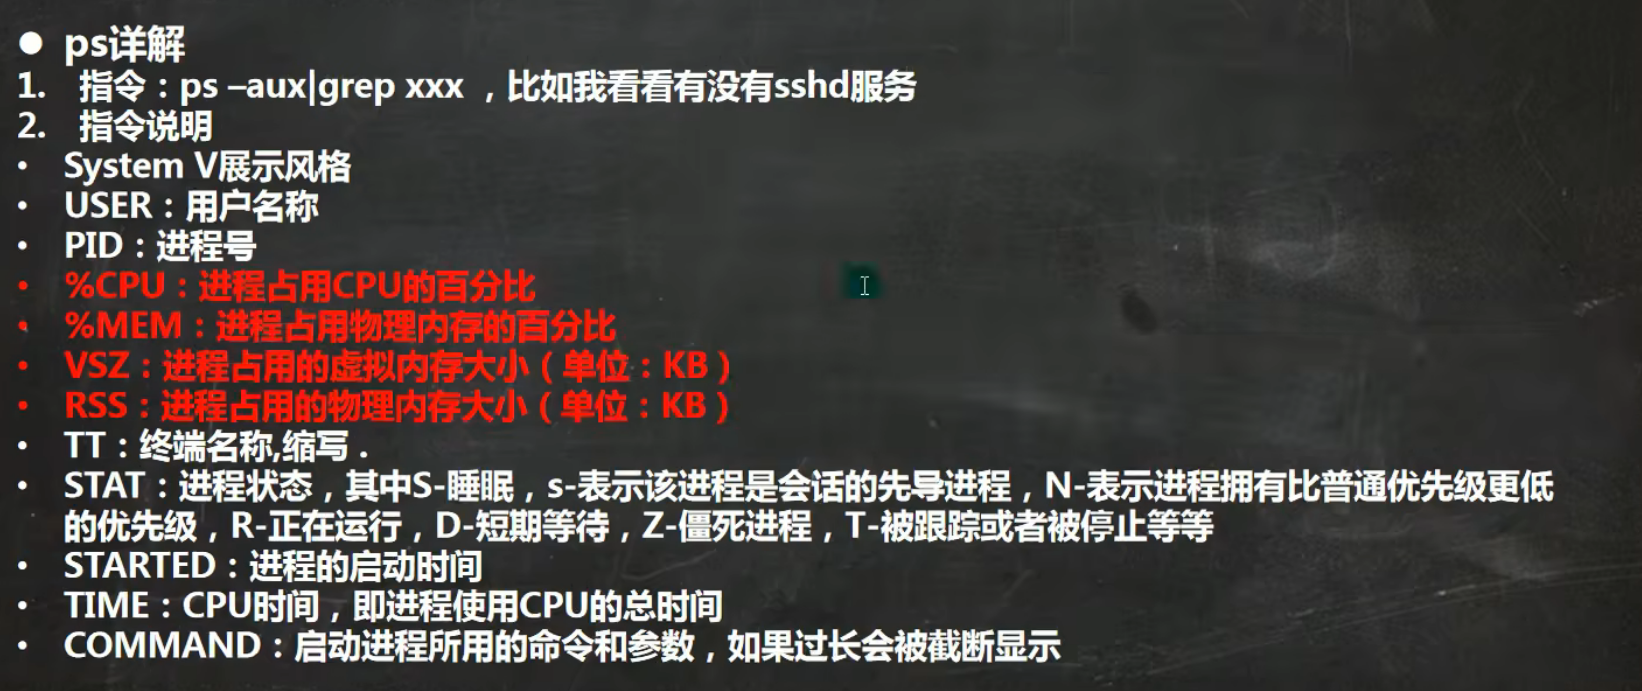 ● ps详解
1. 指令：ps –aux|grep xxx ，比如我看看有没有sshd服务
2. 指令说明
• System V展示风格
• USER：用户名称
• PID：进程号
• %CPU：进程占用CPU的百分比
• %MEM：进程占用物理内存的百分比
• VSZ：进程占用的虚拟内存大小（单位：KB）
• RSS：进程占用的物理内存大小（单位：KB）
• TT：终端名称,缩写．
• STAT：进程状态，其中S-睡眠，s-表示该进程是会话的先导进程，N-表示进程拥有比普通优先级更低
的优先级，R-正在运行，D-短期等待，Z-僵死进程，T-被跟踪或者被停止等等
• STARTED：进程的启动时间
• TIME：CPU时间，即进程使用CPU的总时间
• COMMAND：启动进程所用的命令和参数，如果过长会被截断显示